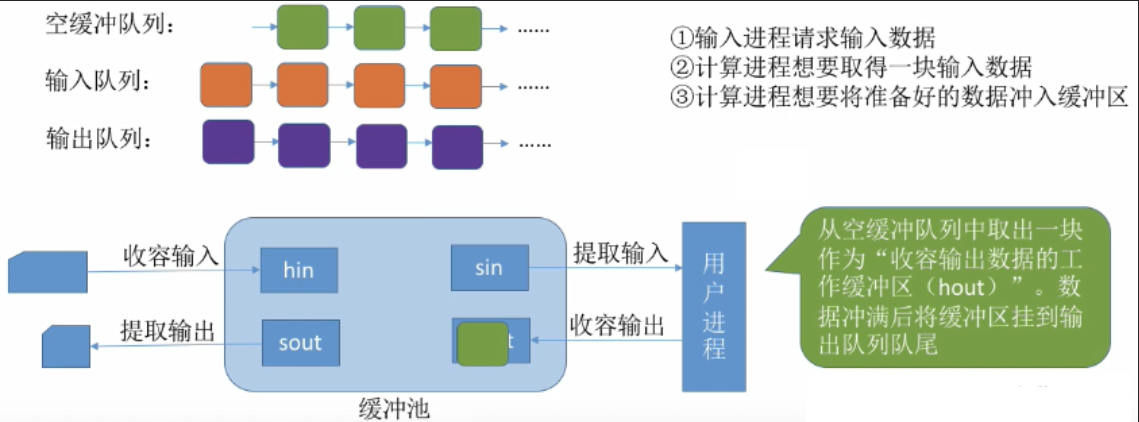 空缓冲队列：
……
输入队列：
……
输出队列：
……
①输入进程请求输入数据
②计算进程想要取得一块输入数据
③计算进程想要将准备好的数据冲入缓冲区
收容输入
hin
sin
提取输入
提取输出
sout
t
收容输出
用户进程
缓冲池
从空缓冲队列中取出一块
作为“收容输出数据的工
作缓冲区（hout）”。数
据冲满后将缓冲区挂到输
出队列队尾